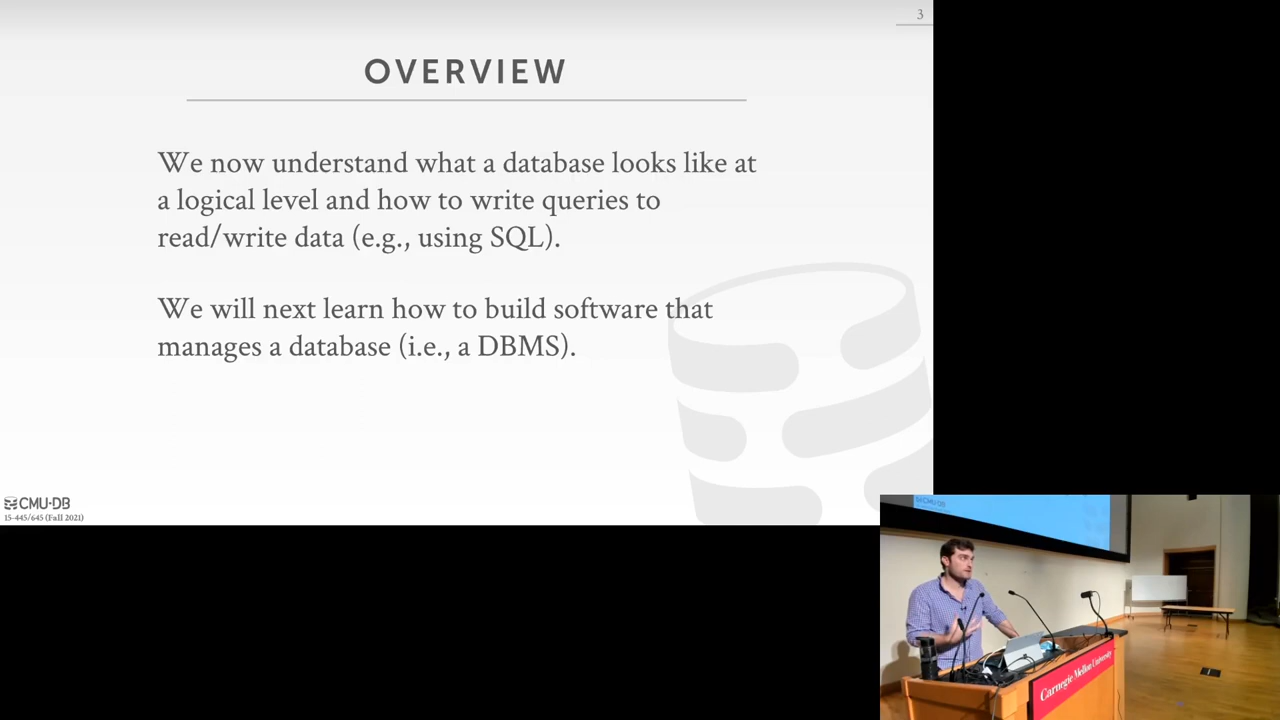 3
OVERVIEW
We now understand what a database looks like at
a logical level and how to write queries to
read/write data (e.g., using SQL).
We will next learn how to build software that
manages a database (i.e., a DBMS).
CMU·DB
15-445/645 (Fall 2021)
CMU·DB
Carnegie Mellon University